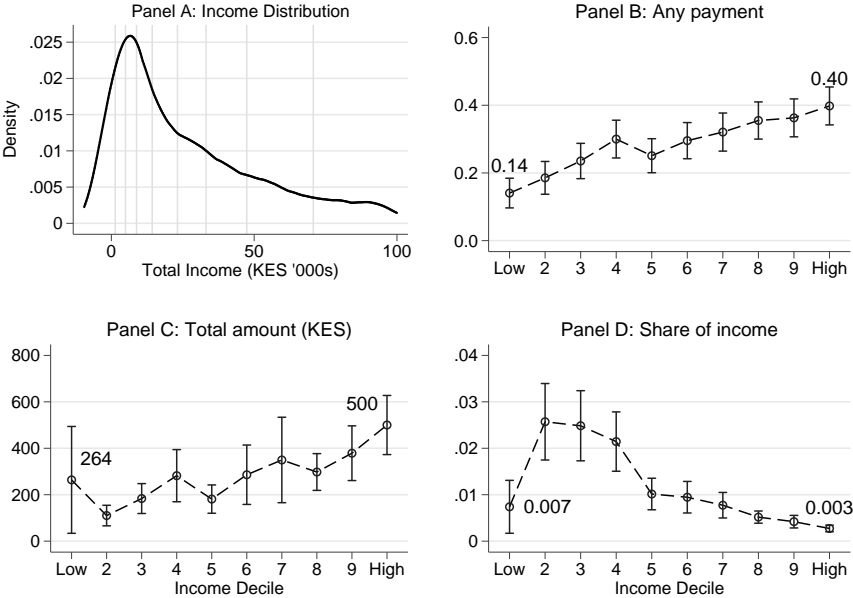 Panel A: Income Distribution
.025
.02
.015
.01
.005
0
Density
0 50 100
Total Income (KES '000s)
Panel B: Any payment
0.6
0.4
0.2
0.0
0.14
0.40
Low 2 3 4 5 6 7 8 9 High
Panel C: Total amount (KES)
800
600
400
200
0
264
500
Low 2 3 4 5 6 7 8 9 High
Income Decile
Panel D: Share of income
.04
.03
.02
.01
0
0.007
0.003
Low 2 3 4 5 6 7 8 9 High
Income Decile